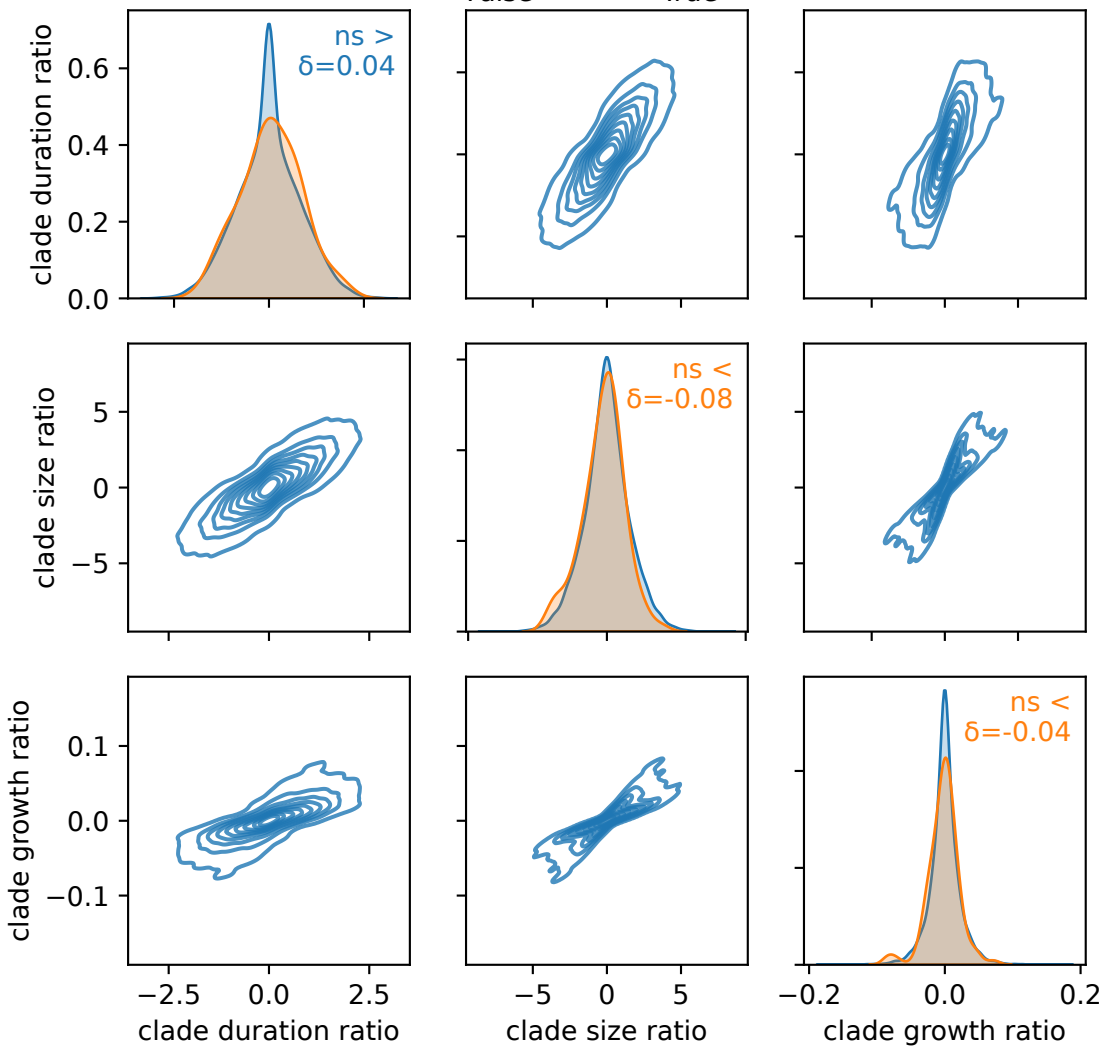 clade duration ratio
0.6
0.4
0.2
0.0
ns >
δ=0.04
clade size ratio
5
0
−5
ns <
δ=-0.08
clade growth ratio
0.1
0.0
−0.1
ns <
δ=-0.04
−2.5 0.0 2.5
clade duration ratio
−5 0 5
clade size ratio
−0.2 0.0 0.2
clade growth ratio